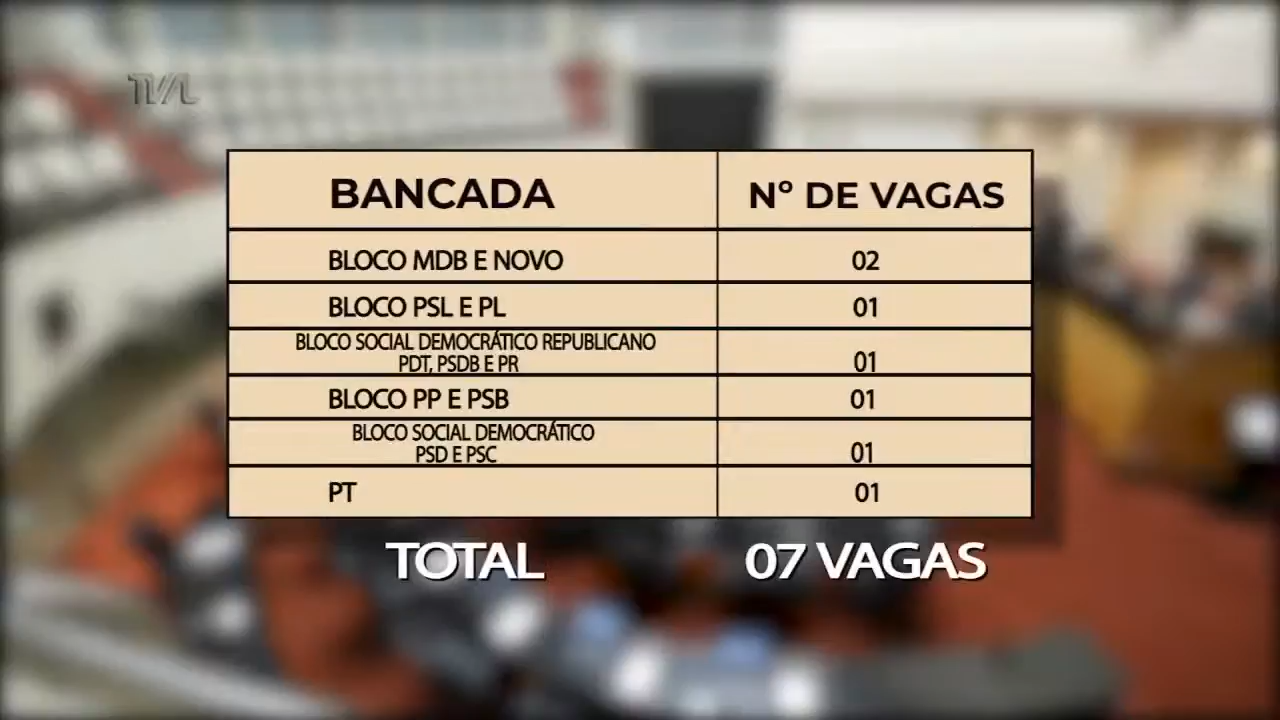 TVAL
BANCADA Nº DE VAGAS
BLOCO MDB E NOVO 02
BLOCO PSL E PL 01
BLOCO SOCIAL DEMOCRÁTICO REPUBLICANO
PDT, PSDB E PR 01
BLOCO PP E PSB 01
BLOCO SOCIAL DEMOCRÁTICO
PSD E PSC 01
PT 01
TOTAL 07 VAGAS